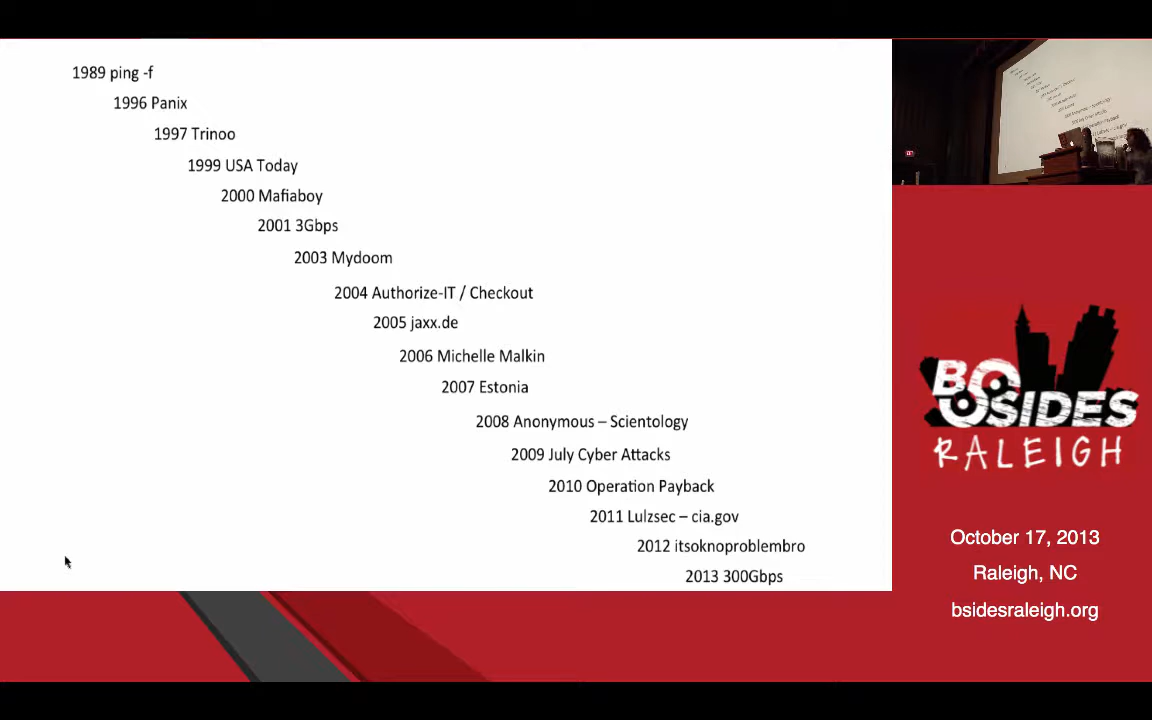 1989 ping -f
1996 Panix
1997 Trinoo
1999 USA Today
2000 Mafiaboy
2001 3Gbps
2003 Mydoom
2004 Authorize-IT / Checkout
2005 jaxx.de
2006 Michelle Malkin
2007 Estonia
2008 Anonymous – Scientology
2009 July Cyber Attacks
2010 Operation Payback
2011 Lulzsec – cia.gov
2012 itsoknoproblembro
2013 300Gbps
BSIDES
RALEIGH
October 17, 2013
Raleigh, NC
bsidesraleigh.org